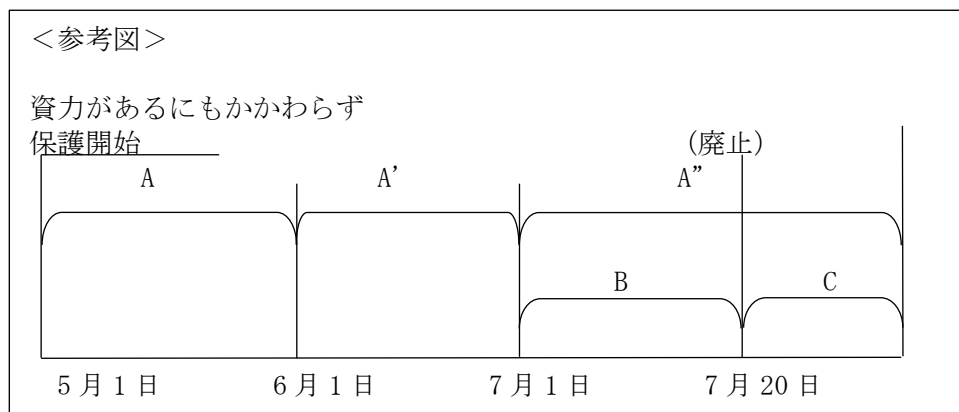 ＜参考図＞
資力があるにもかかわらず
保護開始
(廃止)
A A’ A”
B C
5月1日 6月1日 7月1日 7月20日